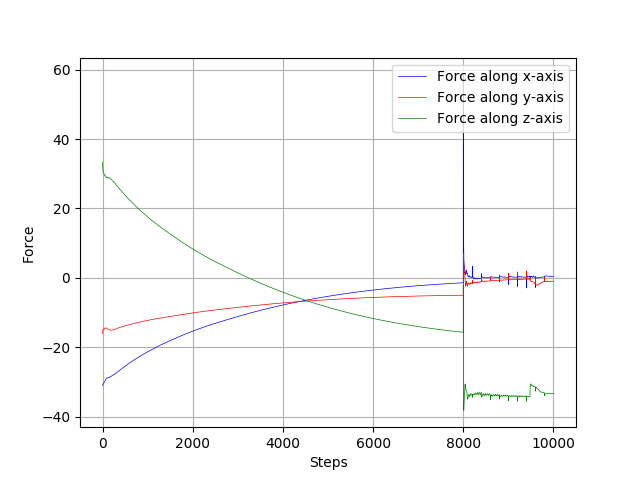 60
40
20
0
−20
−40
Force
Force along x-axis
Force along y-axis
Force along z-axis
0 2000 4000 6000 8000 10000
Steps